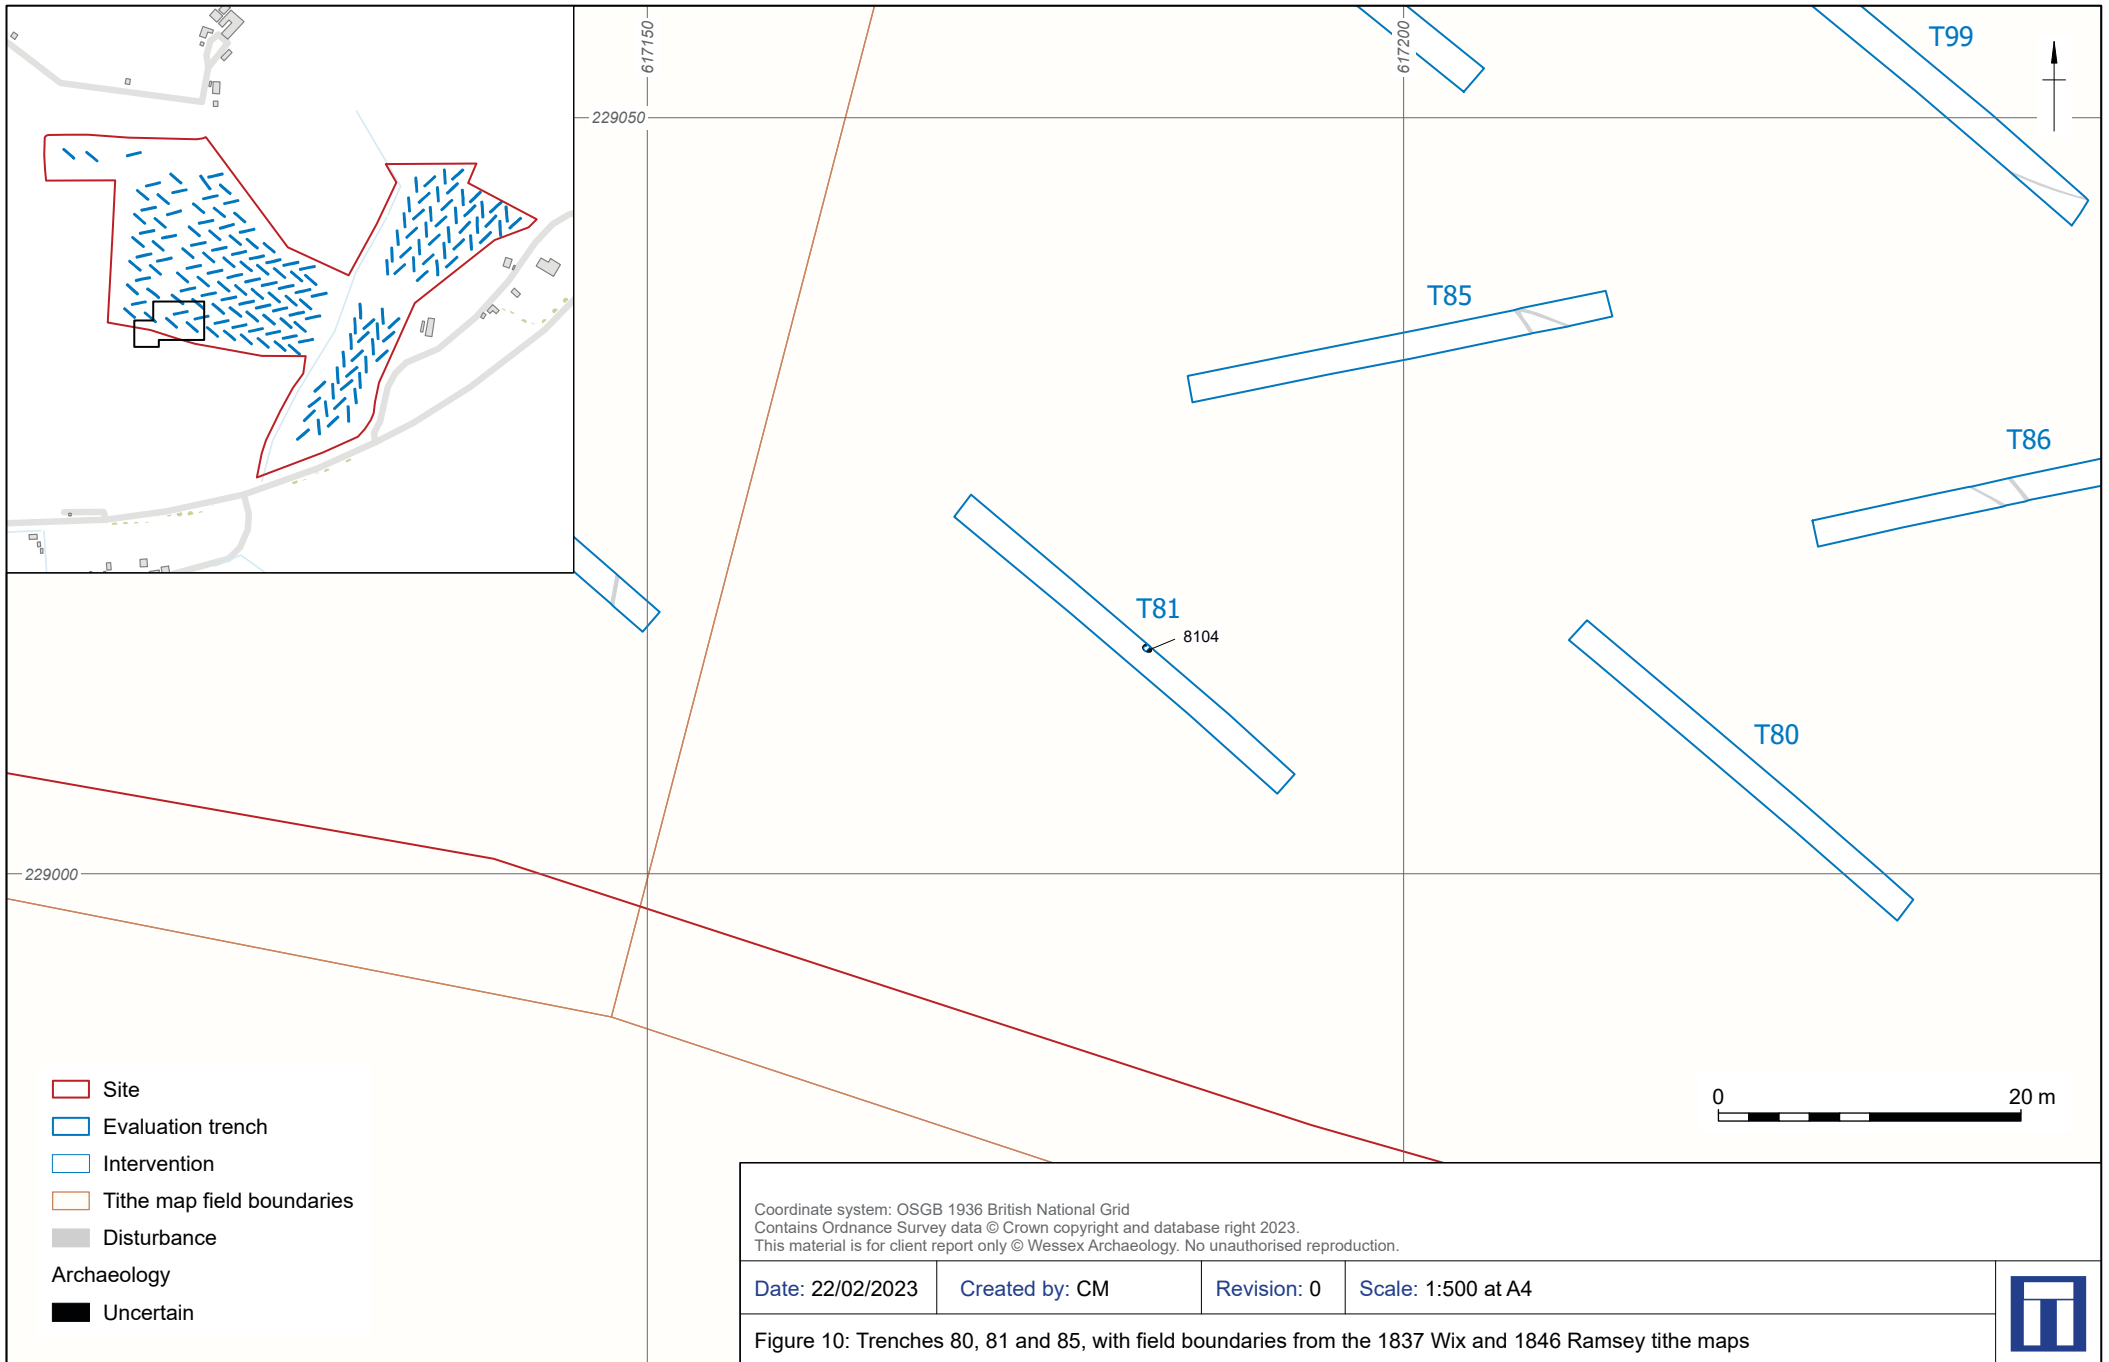 617150
617200
T99
229050
T85
T86
T81
8104
T80
229000
Site
Evaluation trench
Intervention
Tithe map field boundaries
Disturbance
Archaeology
Uncertain
0 20 m
Coordinate system: OSGB 1936 British National Grid
Contains Ordnance Survey data © Crown copyright and database right 2023.
This material is for client report only © Wessex Archaeology. No unauthorised reproduction.
Date: 22/02/2023 Created by: CM Revision: 0 Scale: 1:500 at A4
Figure 10: Trenches 80, 81 and 85, with field boundaries from the 1837 Wix and 1846 Ramsey tithe maps